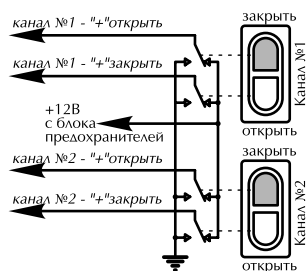 закрыть
канал №1 - "+"открыть
канал №1 - "+"закрыть
Канал №1
+12В
с блока
предохранителей
открыть
закрыть
канал №2 - "+"открыть
канал №2 - "+"закрыть
Канал №2
открыть